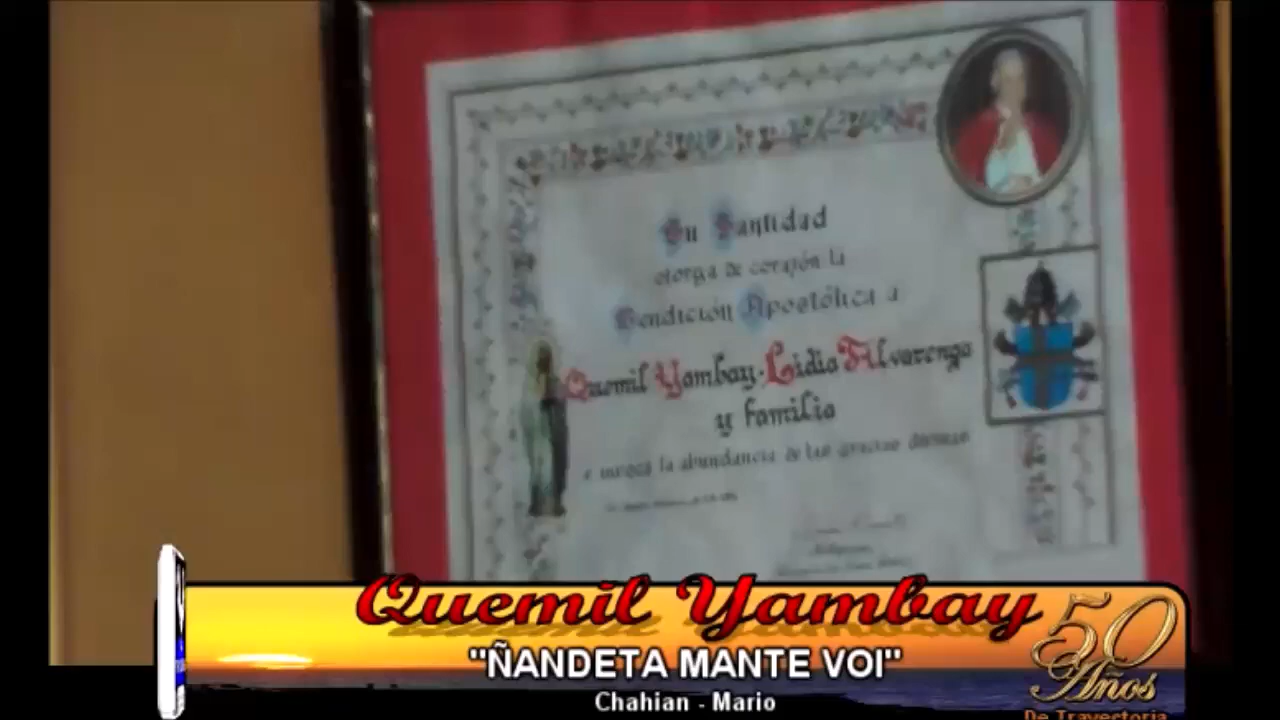 Su Santidad
otorga de corazón la
Bendición Apostólica a
Quemil Yambay - Lidia Alvarenga
y familia
e invoca la abundancia de las gracias divinas
Quemil Yambay
"ÑANDETA MANTE VOI"
Chahian - Mario
50
Años
De Trayectoria